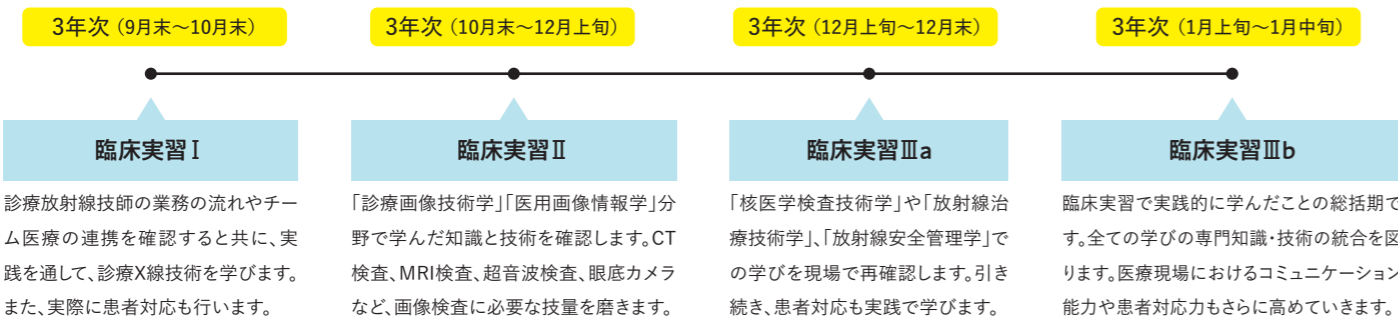 3年次（9月末～10月末）
3年次（10月末～12月上旬）
3年次（12月上旬～12月末）
3年次（1月上旬～1月中旬）
臨床実習Ⅰ
診療放射線技師の業務の流れやチー
ム医療の連携を確認すると共に、実
践を通して、診療X線技術を学びます。
また、実際に患者対応も行います。
臨床実習Ⅱ
「診療画像技術学」「医用画像情報学」分
野で学んだ知識と技術を確認します。CT
検査、MRI検査、超音波検査、眼底カメラ
など、画像検査に必要な技量を磨きます。
臨床実習Ⅲa
「核医学検査技術学」や「放射線治
療技術学」、「放射線安全管理学」で
の学びを現場で再確認します。引き
続き、患者対応も実践で学びます。
臨床実習Ⅲb
臨床実習で実践的に学んだことの総括期で
す。全ての学びの専門知識・技術の統合を図
ります。医療現場におけるコミュニケーション
能力や患者対応力もさらに高めていきます。